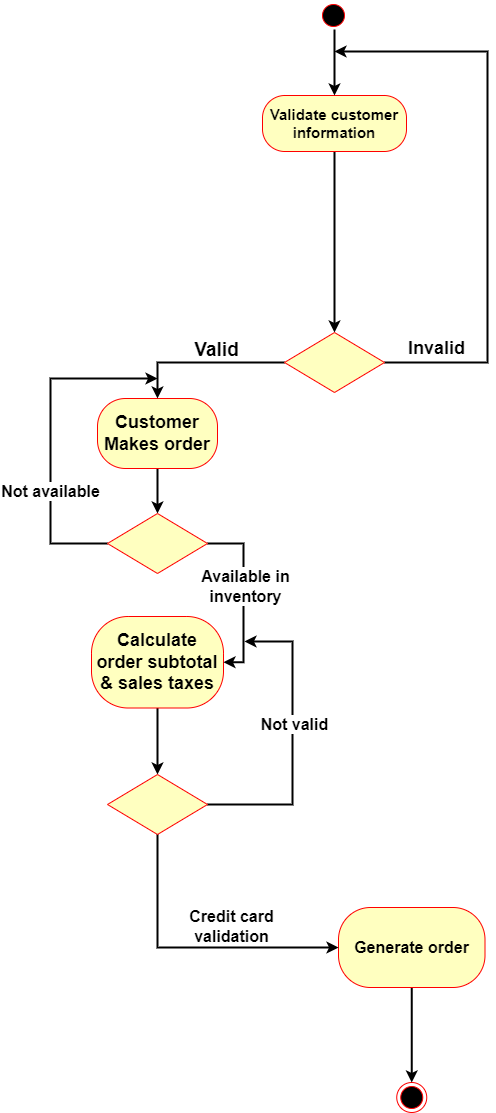 Validate customer
information
Valid
Invalid
Customer
Makes order
Not available
Available in
inventory
Calculate
order subtotal
& sales taxes
Not valid
Credit card
validation
Generate order